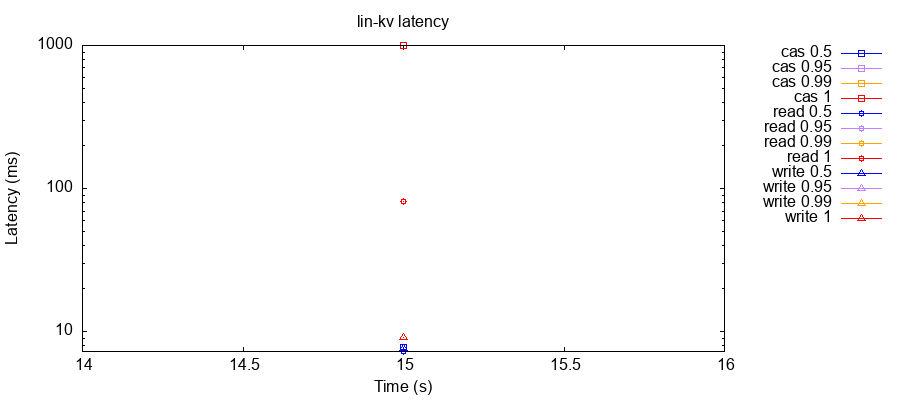 lin-kv latency
1000
100
10
Latency (ms)
14
14.5
15
15.5
16
Time (s)
cas 0.5
cas 0.95
cas 0.99
cas 1
read 0.5
read 0.95
read 0.99
read 1
write 0.5
write 0.95
write 0.99
write 1